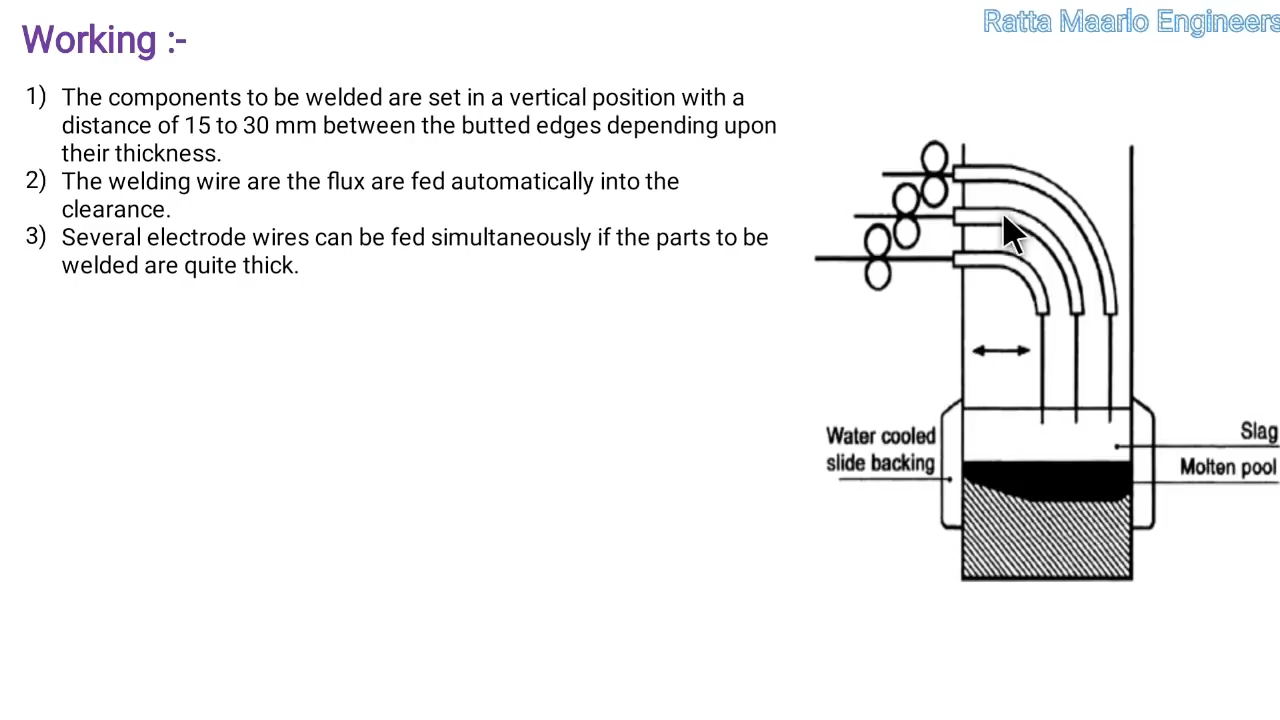 Ratta Maarlo Engineers
Working :-
1) The components to be welded are set in a vertical position with a
distance of 15 to 30 mm between the butted edges depending upon
their thickness.
2) The welding wire are the flux are fed automatically into the
clearance.
3) Several electrode wires can be fed simultaneously if the parts to be
welded are quite thick.
Water cooled
slide backing
Slag
Molten pool